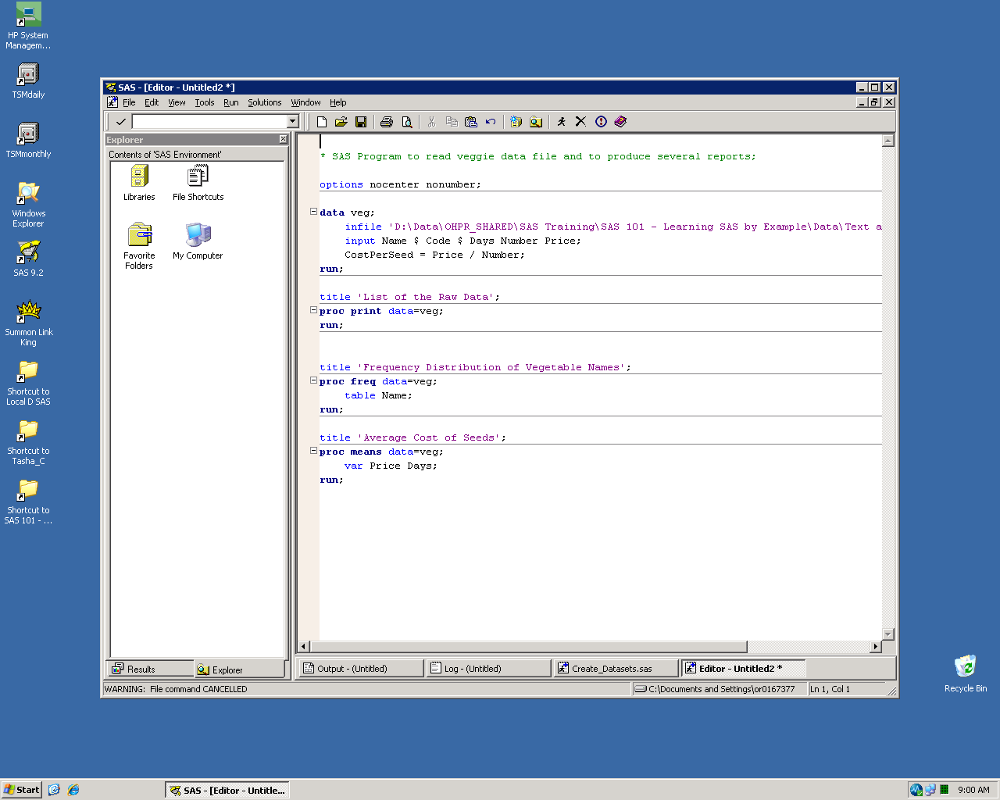 HP System
Managem...
TSMdaily
TSMmonthly
Windows
Explorer
SAS 9.2
Summon Link
King
Shortcut to
Local D SAS
Shortcut to
Tasha_C
Shortcut to
SAS 101 - ...
SAS - [Editor - Untitled2 *]
File Edit View Tools Run Solutions Window Help
Explorer
Contents of 'SAS Environment'
Libraries
File Shortcuts
Favorite
Folders
My Computer
Results
Explorer
* SAS Program to read veggie data file and to produce several reports;
options nocenter nonumber;
data veg;
infile 'D:\Data\OHPR_SHARED\SAS Training\SAS 101 - Learning SAS by Example\Data\Text a
input Name $ Code $ Days Number Price;
CostPerSeed = Price / Number;
run;
title 'List of the Raw Data';
proc print data=veg;
run;
title 'Frequency Distribution of Vegetable Names';
proc freq data=veg;
table Name;
run;
title 'Average Cost of Seeds';
proc means data=veg;
var Price Days;
run;
Output - (Untitled)
Log - (Untitled)
Create_Datasets.sas
Editor - Untitled2 *
WARNING: File command CANCELLED
C:\Documents and Settings\or0167377
Ln 1, Col 1
Recycle Bin
Start
SAS - [Editor - Untitle...
9:00 AM